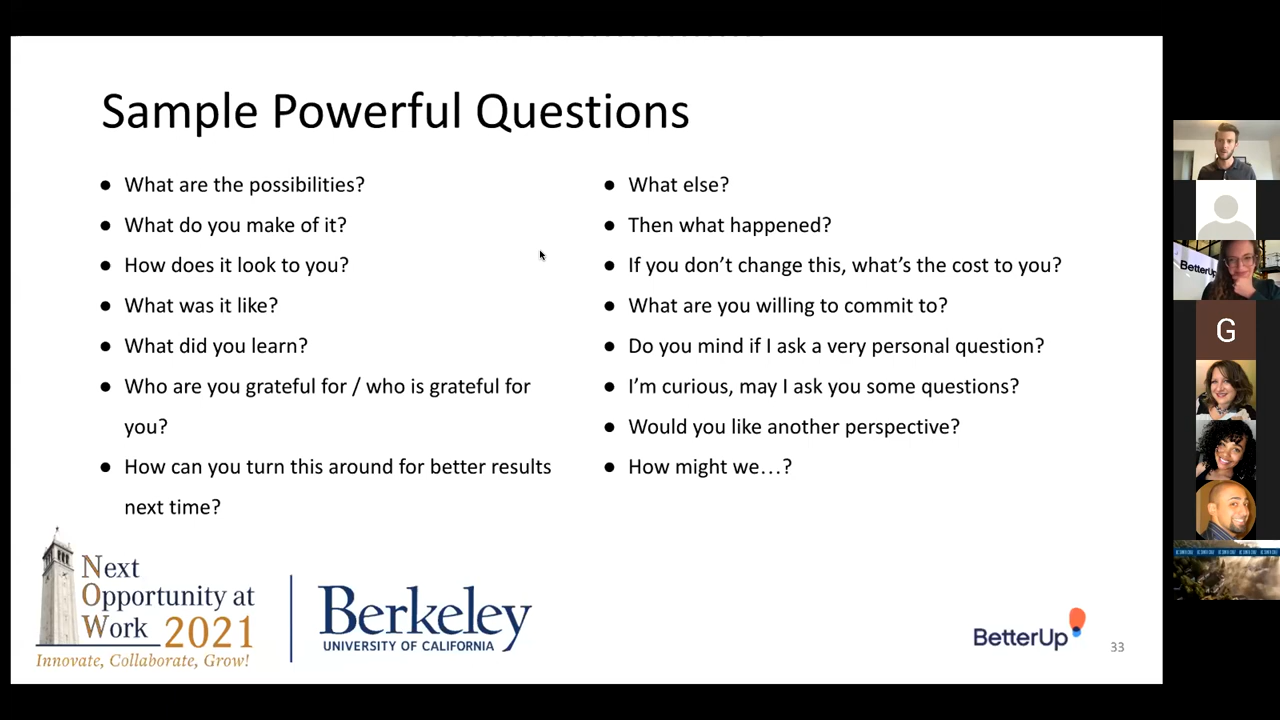 Sample Powerful Questions
● What are the possibilities?
● What do you make of it?
● How does it look to you?
● What was it like?
● What did you learn?
● Who are you grateful for / who is grateful for
you?
● How can you turn this around for better results
next time?
● What else?
● Then what happened?
● If you don’t change this, what’s the cost to you?
● What are you willing to commit to?
● Do you mind if I ask a very personal question?
● I’m curious, may I ask you some questions?
● Would you like another perspective?
● How might we…?
Next
Opportunity at
Work 2021
Innovate, Collaborate, Grow!
Berkeley
UNIVERSITY OF CALIFORNIA
BetterUp
33
BetterUp
G